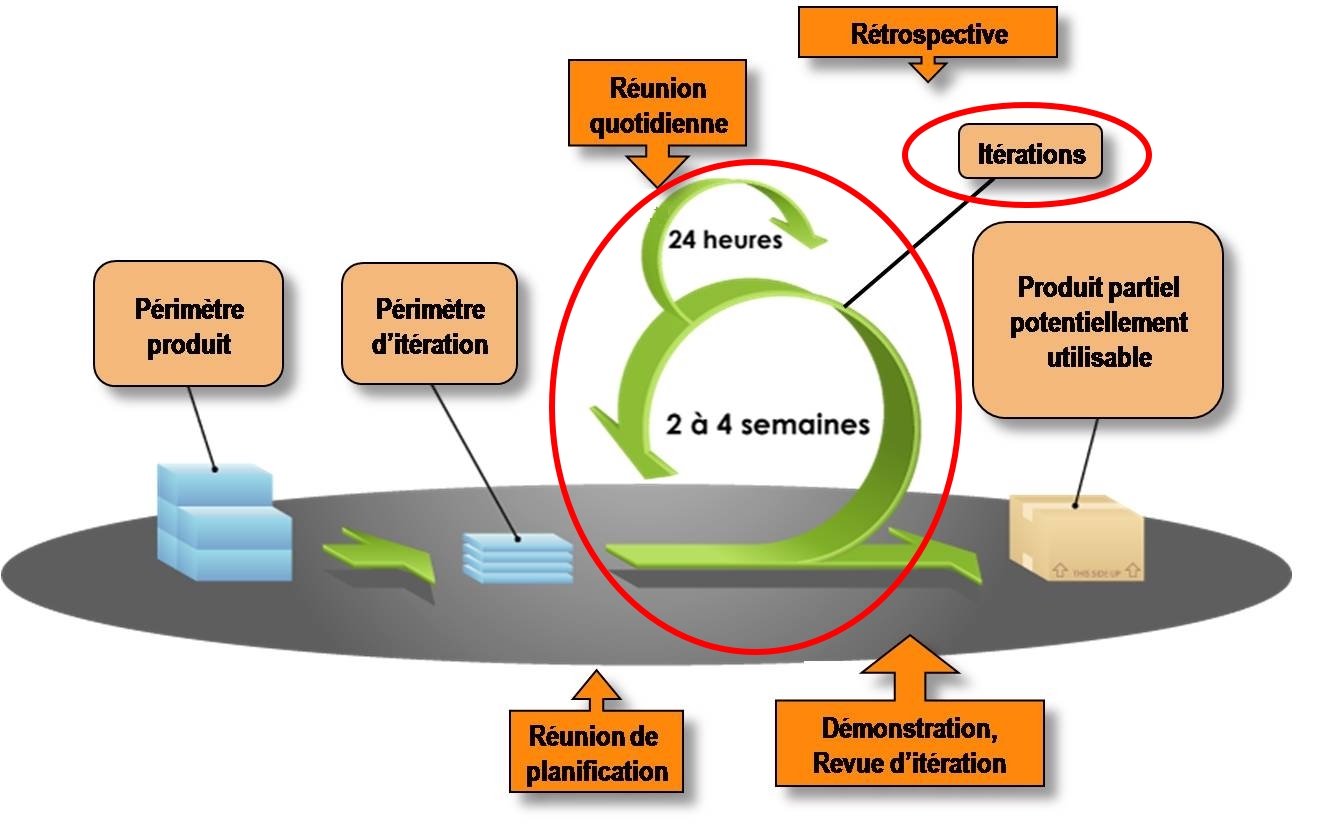 Rétrospective
Réunion
quotidienne
Itérations
24 heures
Périmètre
produit
Périmètre
d’itération
Produit partiel
potentiellement
utilisable
2 à 4 semaines
THIS SIDE UP
Réunion de
planification
Démonstration,
Revue d’itération